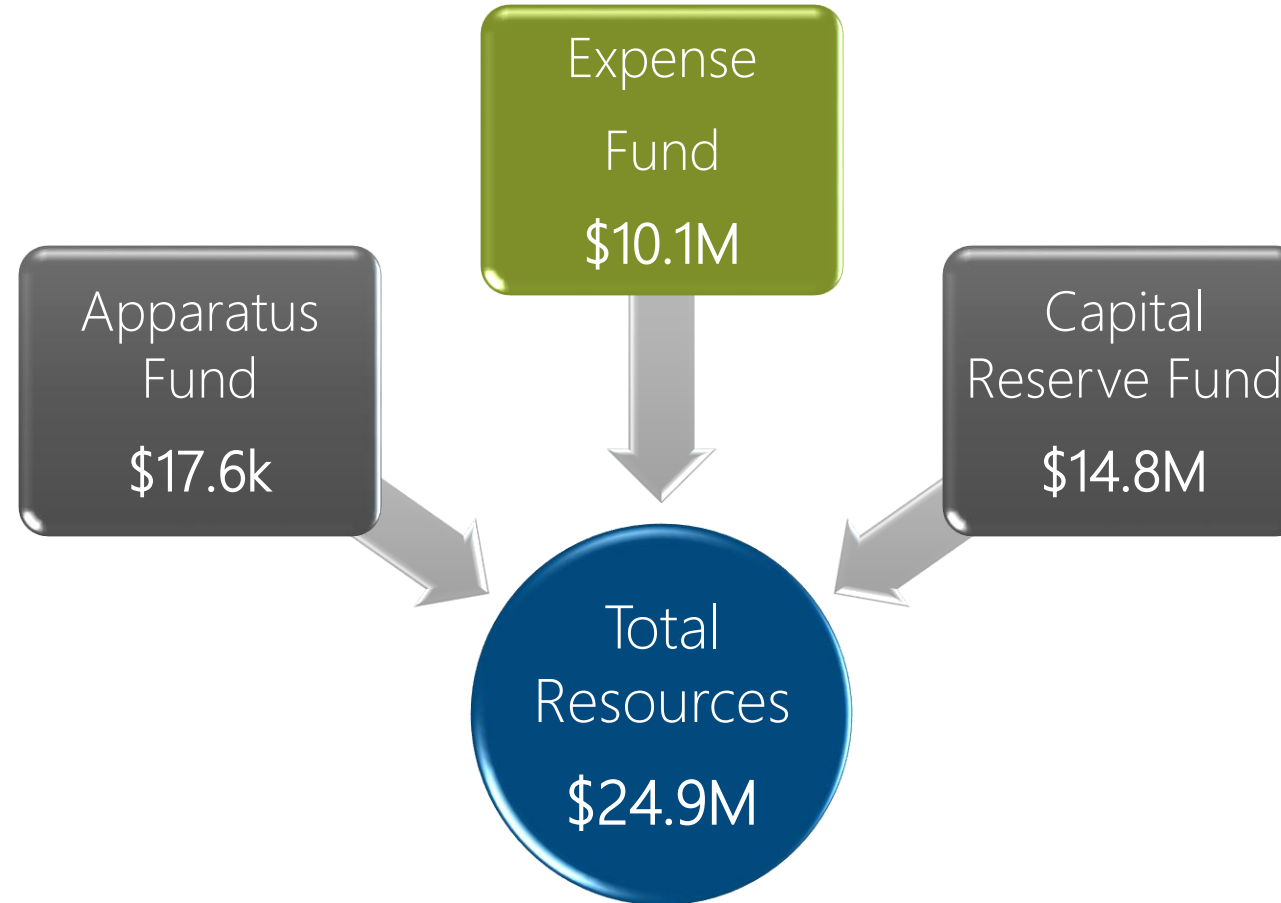 Expense
Fund
$10.1M
Apparatus
Fund
$17.6k
Capital
Reserve Fund
$14.8M
Total
Resources
$24.9M